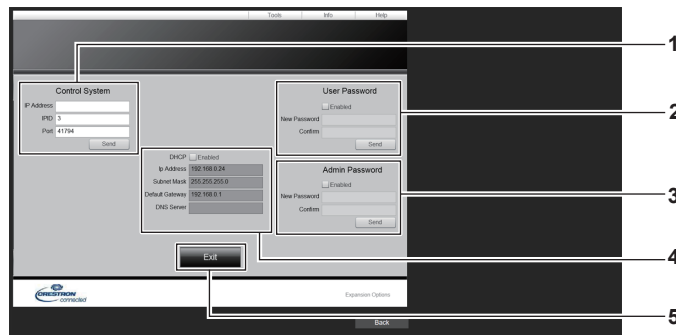 Tools Info Help
1
Control System
IP Address
IPID 3
Port 41794
Send
User Password
Enabled
New Password
Confirm
Send
2
DHCP Enabled
Ip Address 192.168.0.24
Subnet Mask 255.255.255.0
Default Gateway 192.168.0.1
DNS Server
Admin Password
Enabled
New Password
Confirm
Send
3
4
Exit
CRESTRON
connected
Expansion Options
5
Back